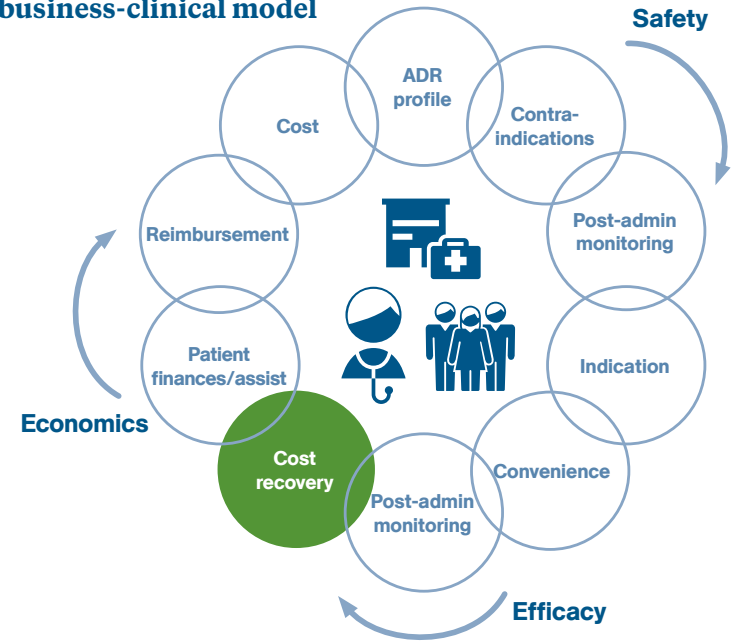 business-clinical model
Safety
ADR
profile
Contra-
indications
Post-admin
monitoring
Indication
Convenience
Efficacy
Post-admin
monitoring
Cost
recovery
Economics
Patient
finances/assist
Reimbursement
Cost